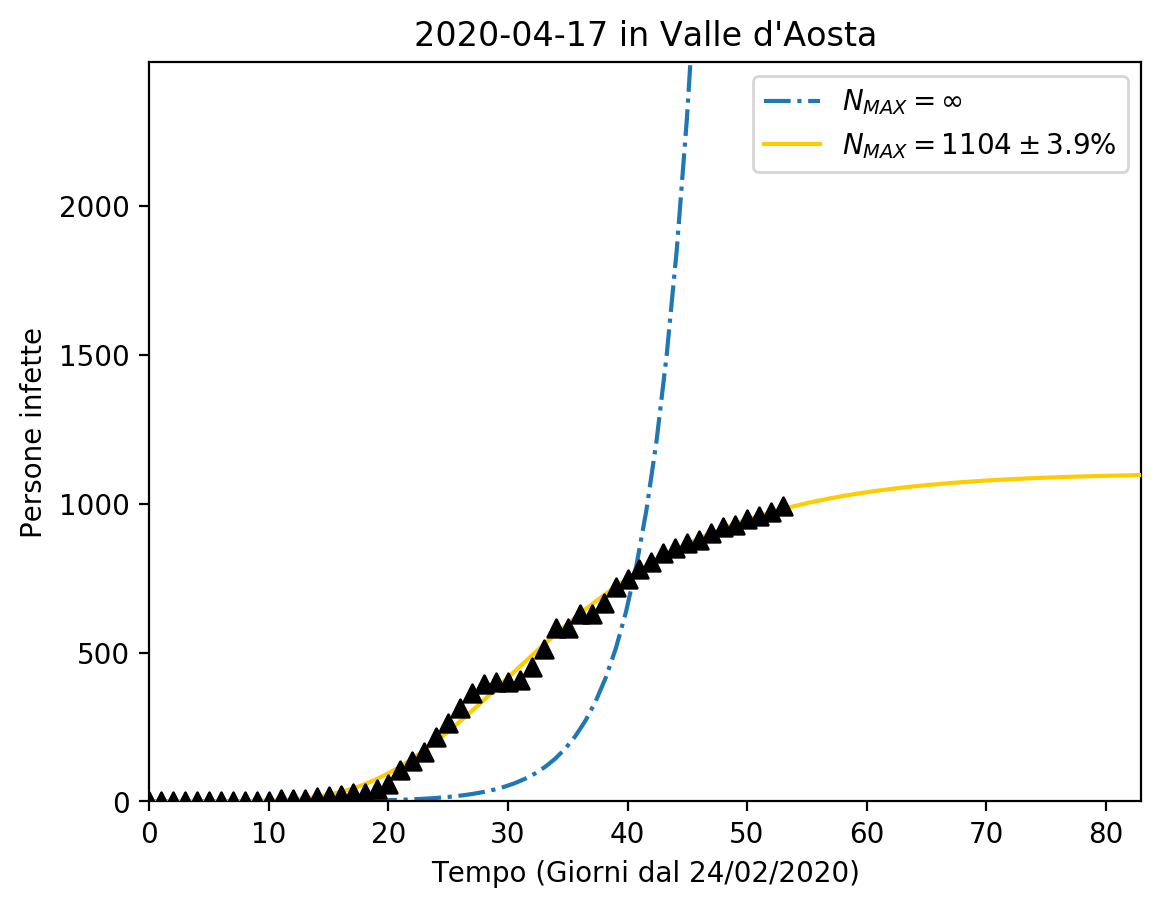 2020-04-17 in Valle d'Aosta
N_MAX = ∞
N_MAX = 1104 ± 3.9%
Persone infette
2000
1500
1000
500
0
0 10 20 30 40 50 60 70 80
Tempo (Giorni dal 24/02/2020)